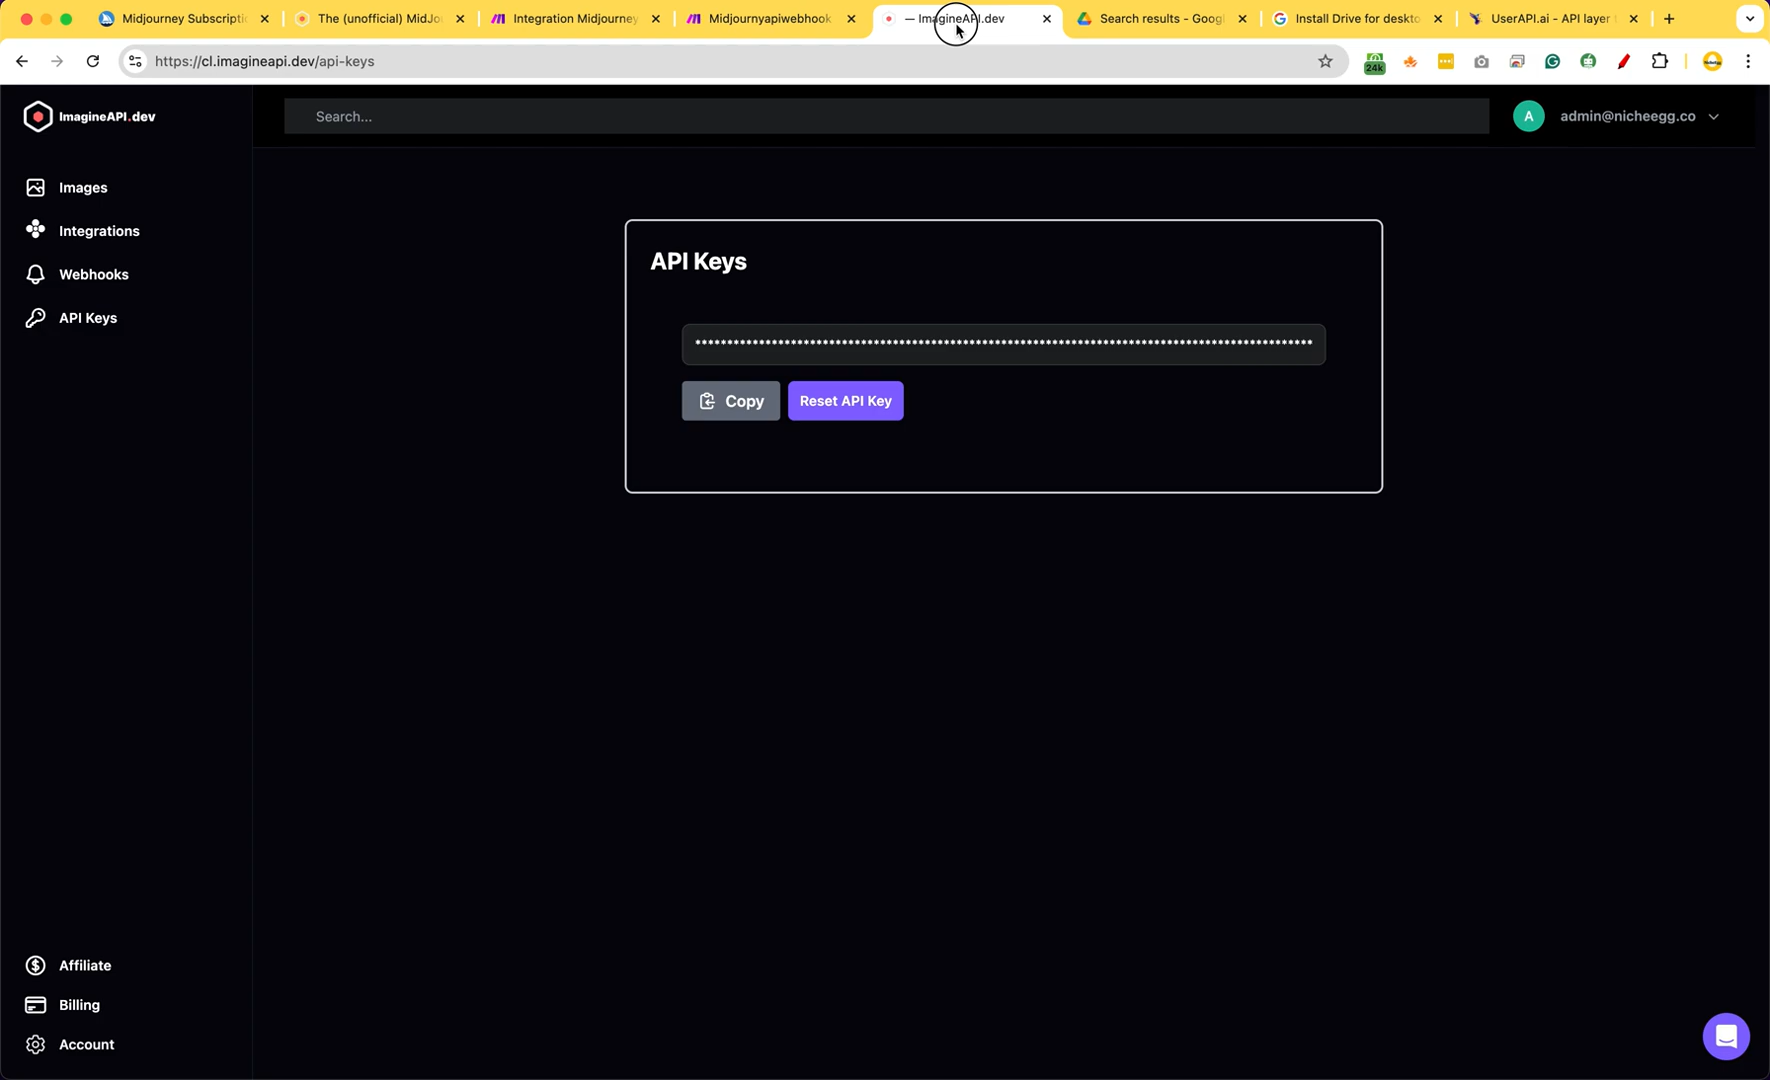 Midjourney Subscripti
The (unofficial) MidJo
Integration Midjourney
Midjournyapiwebhook
— ImagineAPI.dev
Search results - Googl
Install Drive for deskto
UserAPI.ai - API layer
https://cl.imagineapi.dev/api-keys
24k
ImagineAPI.dev
Search...
A
admin@nicheegg.co
Images
Integrations
Webhooks
API Keys
API Keys
Copy
Reset API Key
Affiliate
Billing
Account